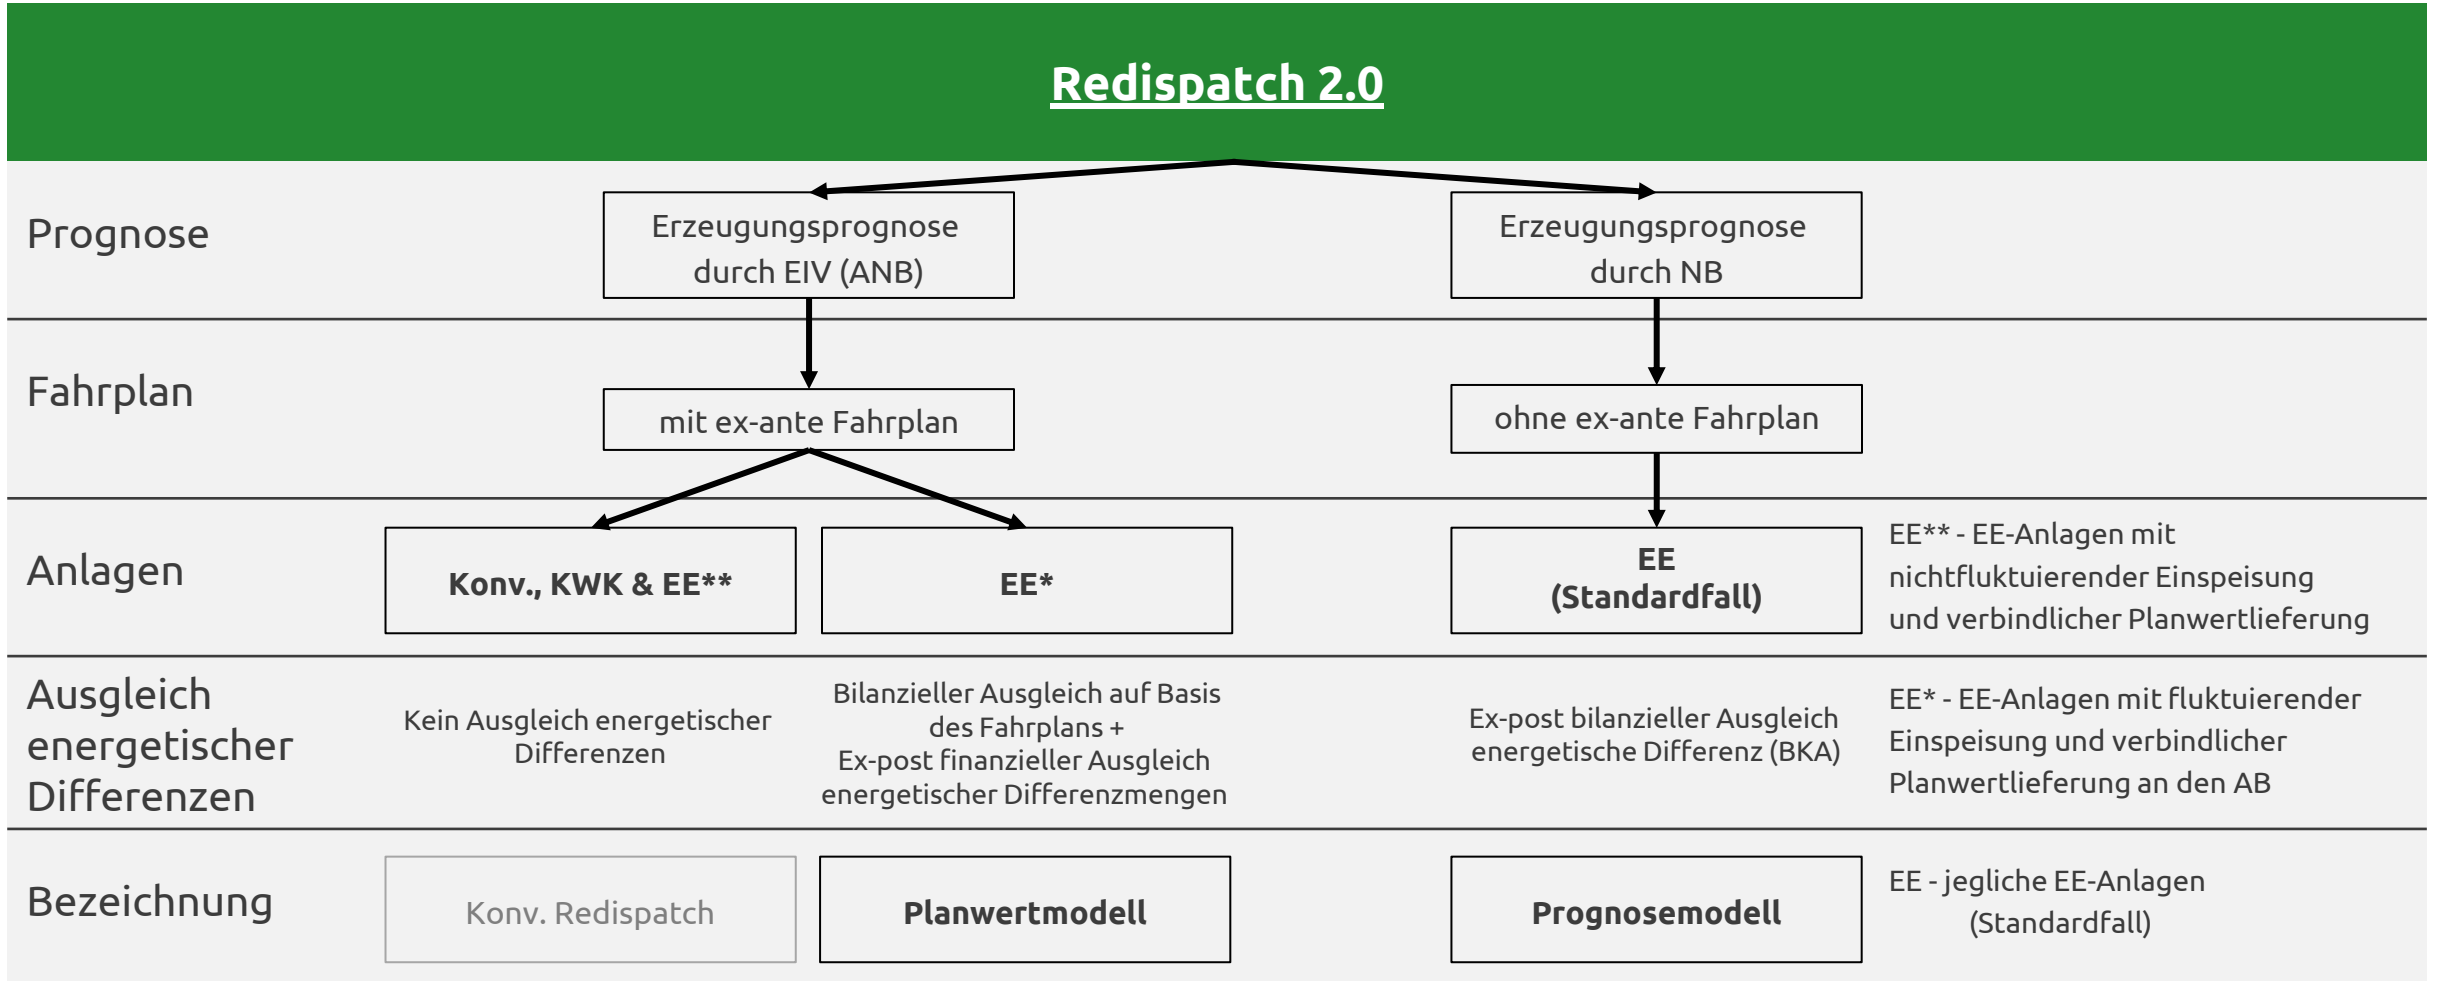 Redispatch 2.0
Prognose
Erzeugungsprognose
durch EIV (ANB)
Erzeugungsprognose
durch NB
Fahrplan
mit ex-ante Fahrplan
ohne ex-ante Fahrplan
Anlagen
Konv., KWK & EE**
EE*
EE
(Standardfall)
EE** - EE-Anlagen mit
nichtfluktuierender Einspeisung
und verbindlicher Planwertlieferung
Ausgleich
energetischer
Differenzen
Kein Ausgleich energetischer
Differenzen
Bilanzieller Ausgleich auf Basis
des Fahrplans +
Ex-post finanzieller Ausgleich
energetischer Differenzmengen
Ex-post bilanzieller Ausgleich
energetische Differenz (BKA)
EE* - EE-Anlagen mit fluktuierender
Einspeisung und verbindlicher
Planwertlieferung an den AB
Bezeichnung
Konv. Redispatch
Planwertmodell
Prognosemodell
EE - jegliche EE-Anlagen
(Standardfall)